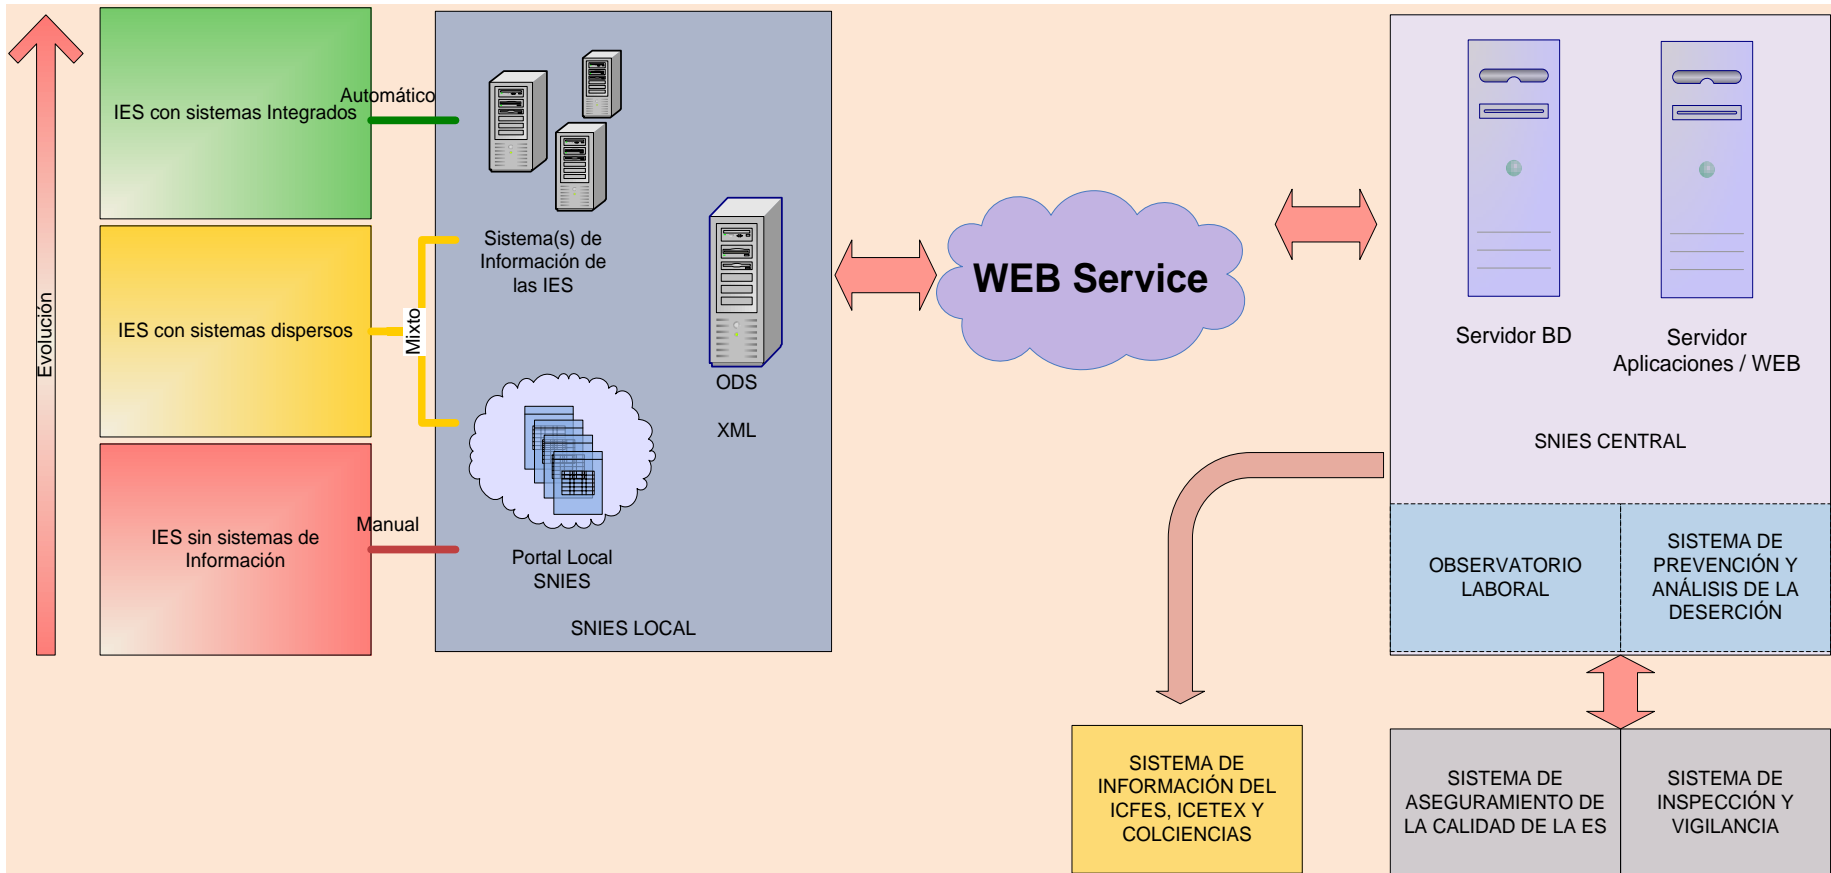 Evolución
IES con sistemas Integrados
Automático
IES con sistemas dispersos
Mixto
IES sin sistemas de
Información
Manual
Sistema(s) de
Información de
las IES
Portal Local
SNIES
ODS
XML
SNIES LOCAL
WEB Service
Servidor BD
Servidor
Aplicaciones / WEB
SNIES CENTRAL
OBSERVATORIO
LABORAL
SISTEMA DE
PREVENCIÓN Y
ANÁLISIS DE LA
DESERCIÓN
SISTEMA DE
INFORMACIÓN DEL
ICFES, ICETEX Y
COLCIENCIAS
SISTEMA DE
ASEGURAMIENTO DE
LA CALIDAD DE LA ES
SISTEMA DE
INSPECCIÓN Y
VIGILANCIA